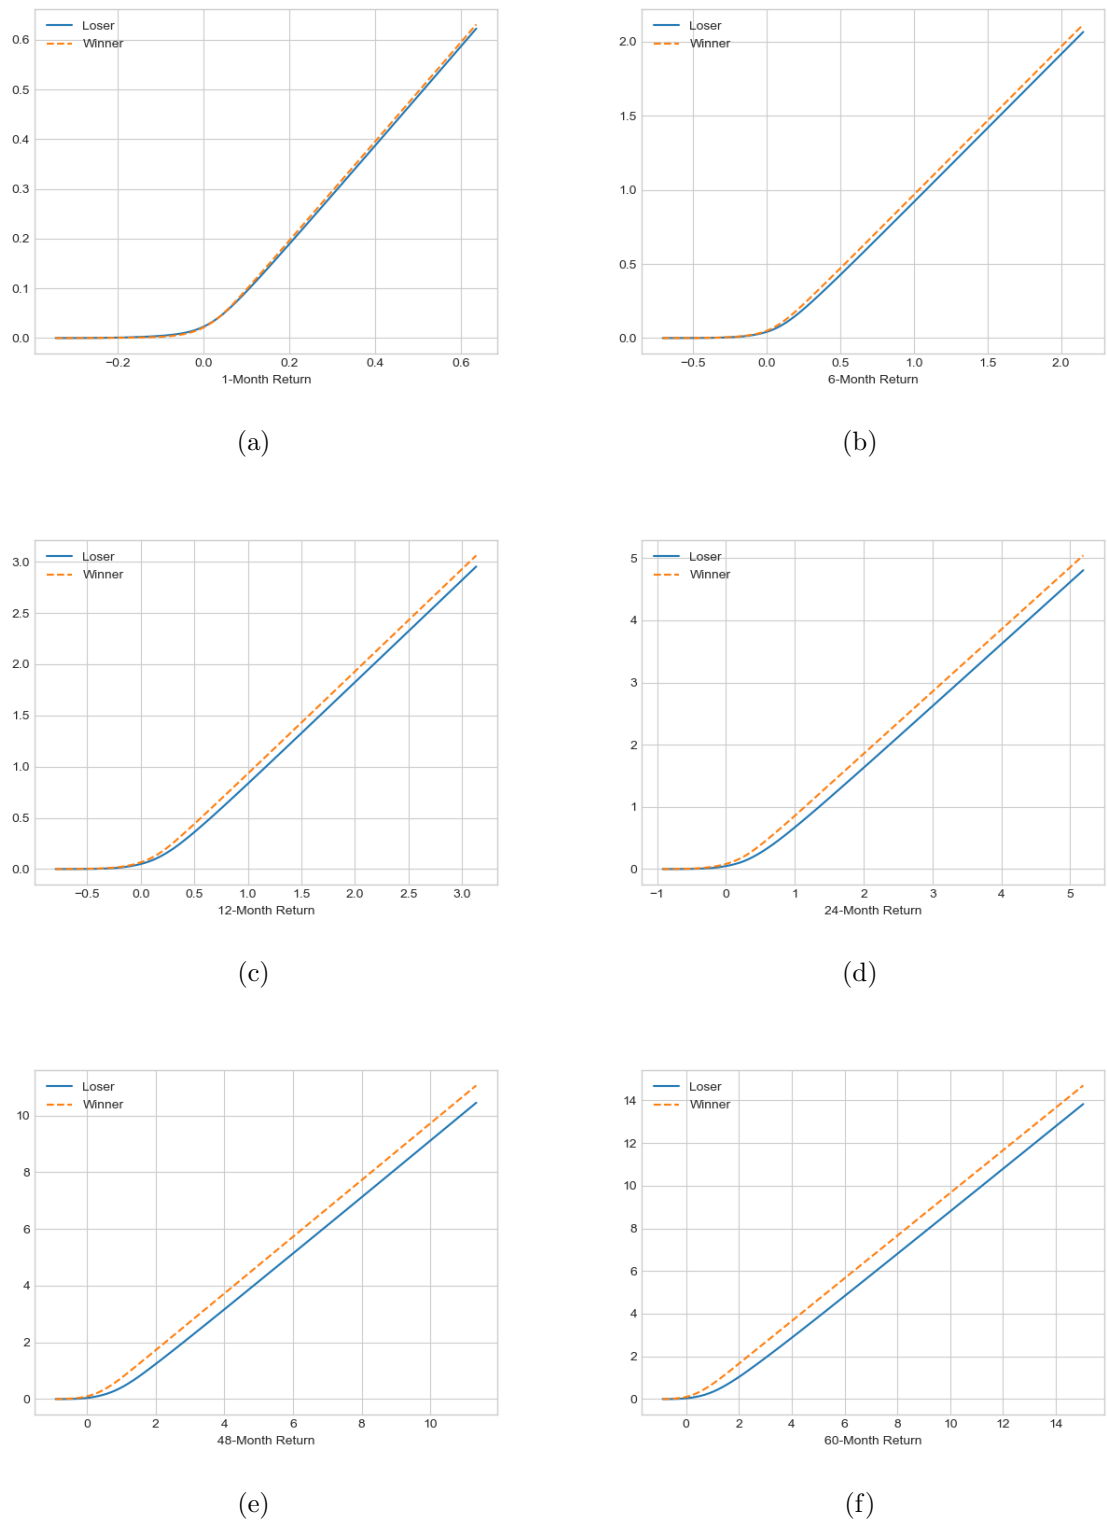 Loser
Winner
0.6
0.5
0.4
0.3
0.2
0.1
0.0
−0.2 0.0 0.2 0.4 0.6
1-Month Return
(a)
Loser
Winner
2.0
1.5
1.0
0.5
0.0
−0.5 0.0 0.5 1.0 1.5 2.0
6-Month Return
(b)
Loser
Winner
3.0
2.5
2.0
1.5
1.0
0.5
0.0
−0.5 0.0 0.5 1.0 1.5 2.0 2.5 3.0
12-Month Return
(c)
Loser
Winner
5
4
3
2
1
0
−1 0 1 2 3 4 5
24-Month Return
(d)
Loser
Winner
10
8
6
4
2
0
0 2 4 6 8 10
48-Month Return
(e)
Loser
Winner
14
12
10
8
6
4
2
0
0 2 4 6 8 10 12 14
60-Month Return
(f)